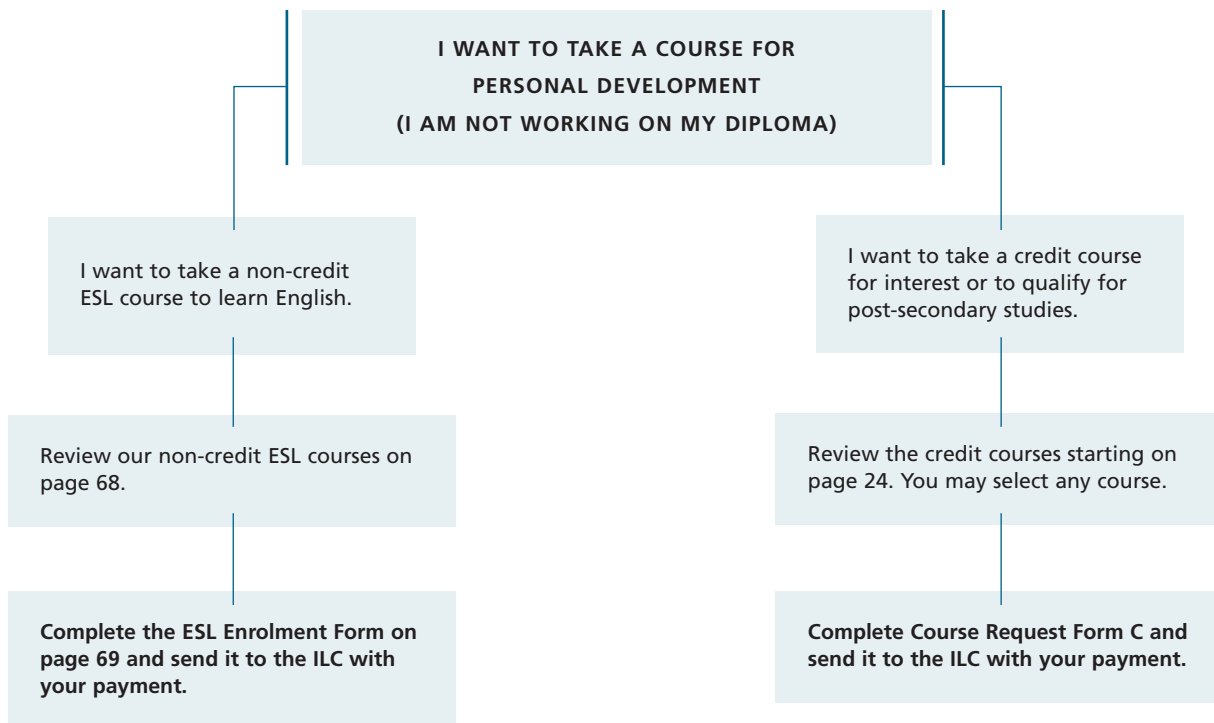 I WANT TO TAKE A COURSE FOR
PERSONAL DEVELOPMENT
(I AM NOT WORKING ON MY DIPLOMA)
I want to take a non-credit
ESL course to learn English.
Review our non-credit ESL courses on
page 68.
Complete the ESL Enrolment Form on
page 69 and send it to the ILC with
your payment.
I want to take a credit course
for interest or to qualify for
post-secondary studies.
Review the credit courses starting on
page 24. You may select any course.
Complete Course Request Form C and
send it to the ILC with your payment.